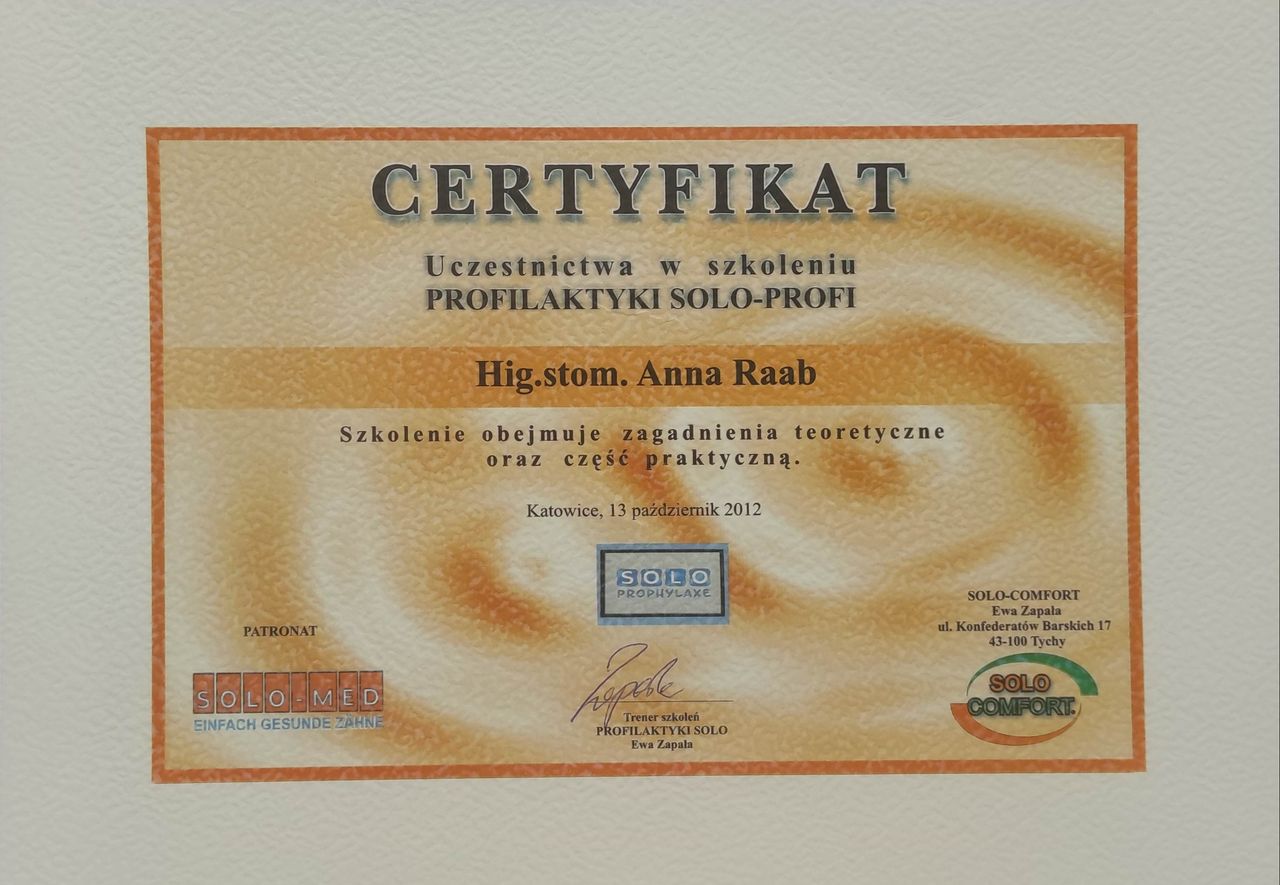 CERTYFIKAT
Uczestnictwa w szkoleniu
PROFILAKTYKI SOLO-PROFI
Hig.stom. Anna Raab
Szkolenie obejmuje zagadnienia teoretyczne
oraz część praktyczną.
Katowice, 13 październik 2012
SOLO
PROPHYLAXE
PATRONAT
SOLO-MED
EINFACH GESUNDE ZÄHNE
Zapała
Trener szkoleń
PROFILAKTYKI SOLO
Ewa Zapała
SOLO-COMFORT
Ewa Zapała
ul. Konfederatów Barskich 17
43-100 Tychy
SOLO
COMFORT.